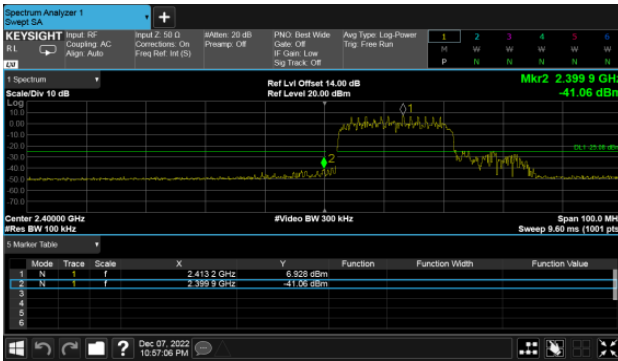 Spectrum Analyzer 1
Swept SA
+
KEYSIGHT Input: RF Input Z: 50 Ω #Atten: 20 dB PNO: Best Wide Avg Type: Log-Power 1 2 3 4 5 6
RL Coupling: AC Corrections: On Preamp: Off Gate: Off Trig: Free Run M W W W W W
Align: Auto Freq Ref: Int (S) IF Gain: Low P N N N N N
LXI Sig Track: Off
1 Spectrum
Ref Lvl Offset 14.00 dB Mkr2 2.399 9 GHz
Scale/Div 10 dB Ref Level 20.00 dBm -41.06 dBm
Log
10.0
0.00
-10.0
-20.0
-30.0
-40.0
-50.0
-60.0
-70.0
1
2
Center 2.40000 GHz #Video BW 300 kHz Span 100.0 MH
#Res BW 100 kHz Sweep 9.60 ms (1001 pts
5 Marker Table
Mode Trace Scale X Y Function Function Width Function Value
1 N 1 f 2.413 2 GHz 6.928 dBm
2 N 1 f 2.399 9 GHz -41.06 dBm
3
4
5
6
? Dec 07, 2022
10:57:06 PM